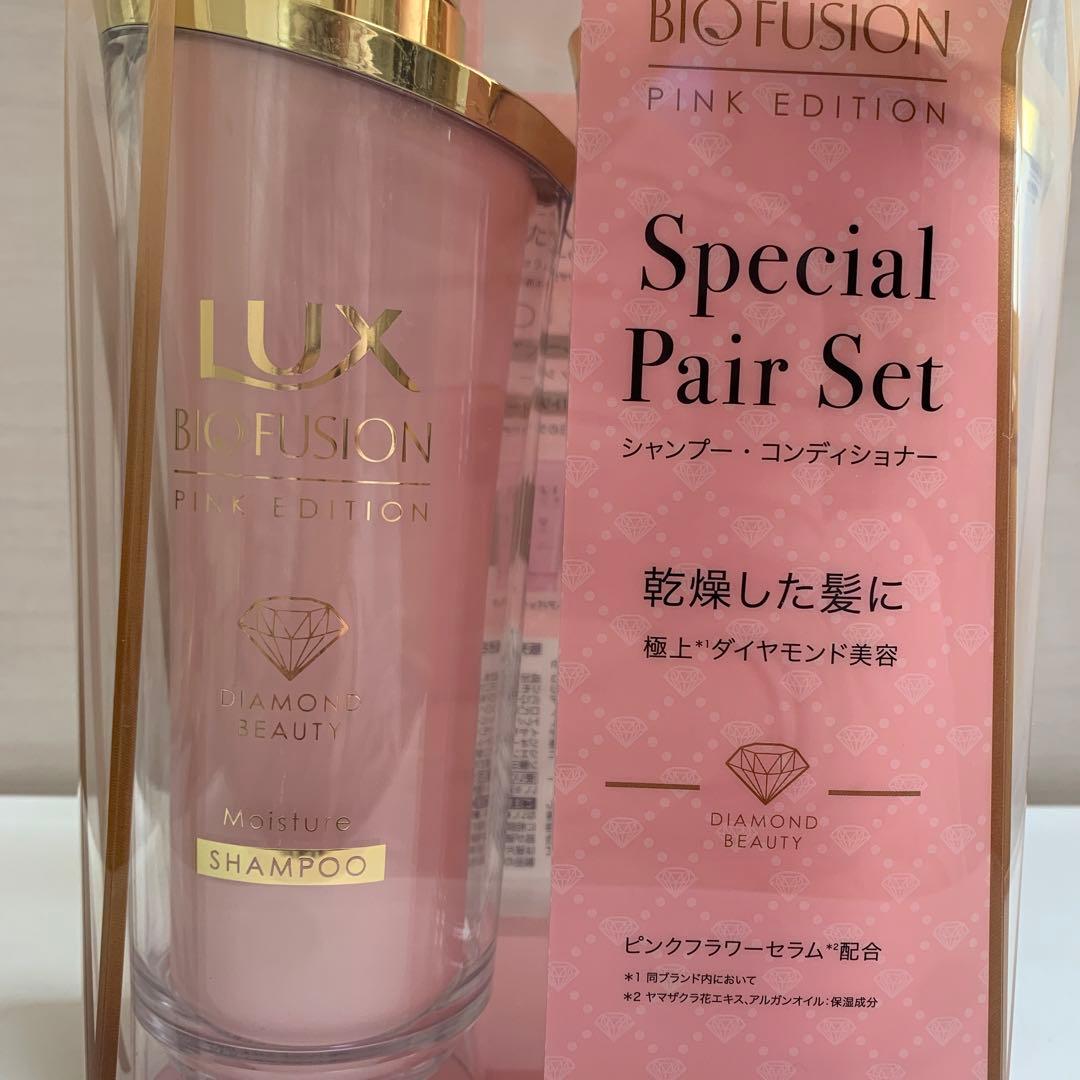 LUX
BIOFUSION
PINK EDITION
DIAMOND
BEAUTY
Moisture
SHAMPOO
BIOFUSION
PINK EDITION
Special
Pair Set
シャンプー・コンディショナー
乾燥した髪に
極上*1ダイヤモンド美容
DIAMOND
BEAUTY
ピンクフラワーセラム*2配合
*1 同ブランド内において
*2 ヤマザクラ花エキス、アルガンオイル:保湿成分